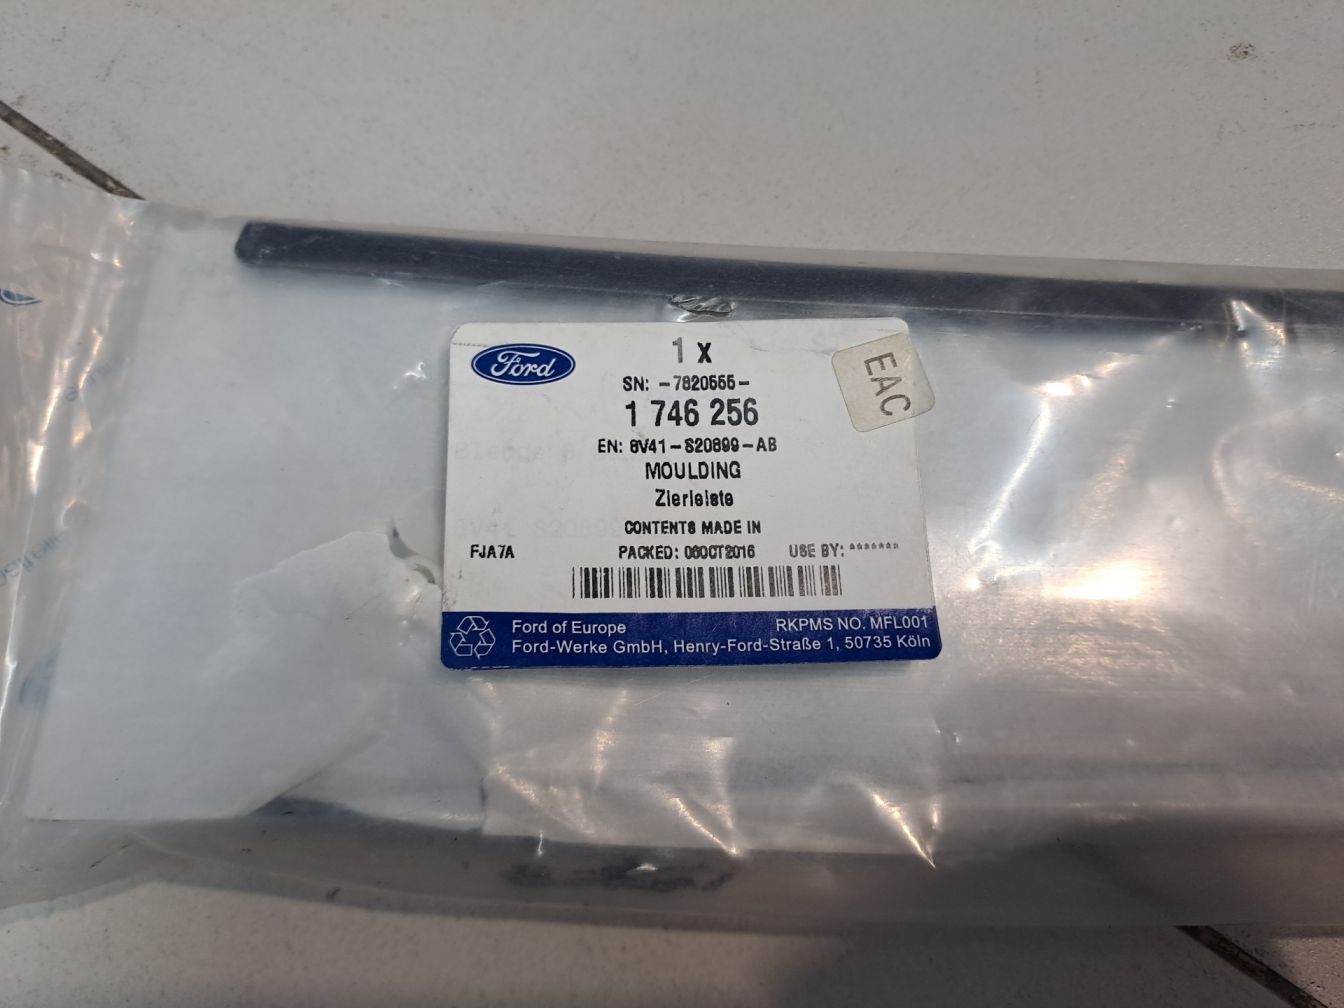 Ford
1 X
EAC
SN: -7820555-
1 746 256
EN: 8V41-S20899-AB
MOULDING
Zierleiste
CONTENTS MADE IN
FJA7A PACKED: 06OCT2016 USE BY: *******
Ford of Europe RKPMS NO. MFL001
Ford-Werke GmbH, Henry-Ford-Straße 1, 50735 Köln